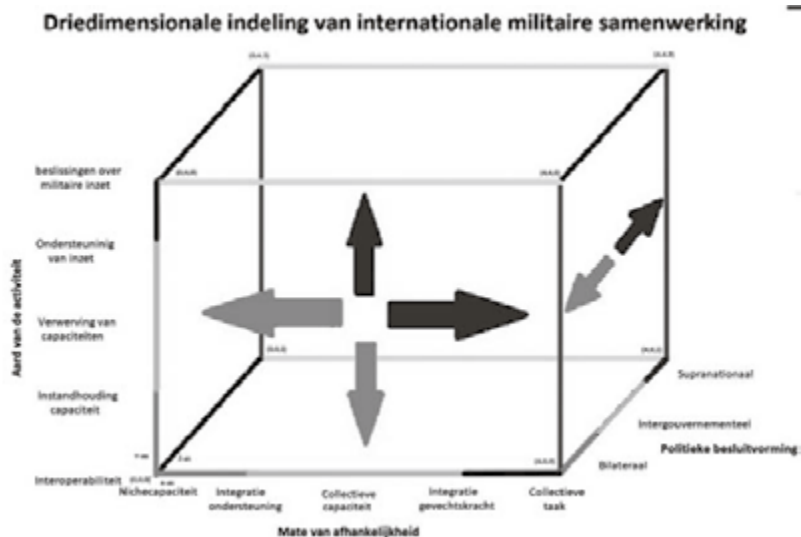 Driedimensionale indeling van internationale militaire samenwerking
beslissingen over
militaire inzet
Ondersteuninig
van inzet
Aard van de activiteit
Verwerving van
capaciteiten
Instandhouding
capaciteit
Interoperabiliteit
Supranationaal
Intergouvernementeel
Politieke besluitvorming
Bilateraal
Nichecapaciteit
Integratie
ondersteuning
Collectieve
capaciteit
Integratie
gevechtskracht
Collectieve
taak
Mate van afhankelijkheid